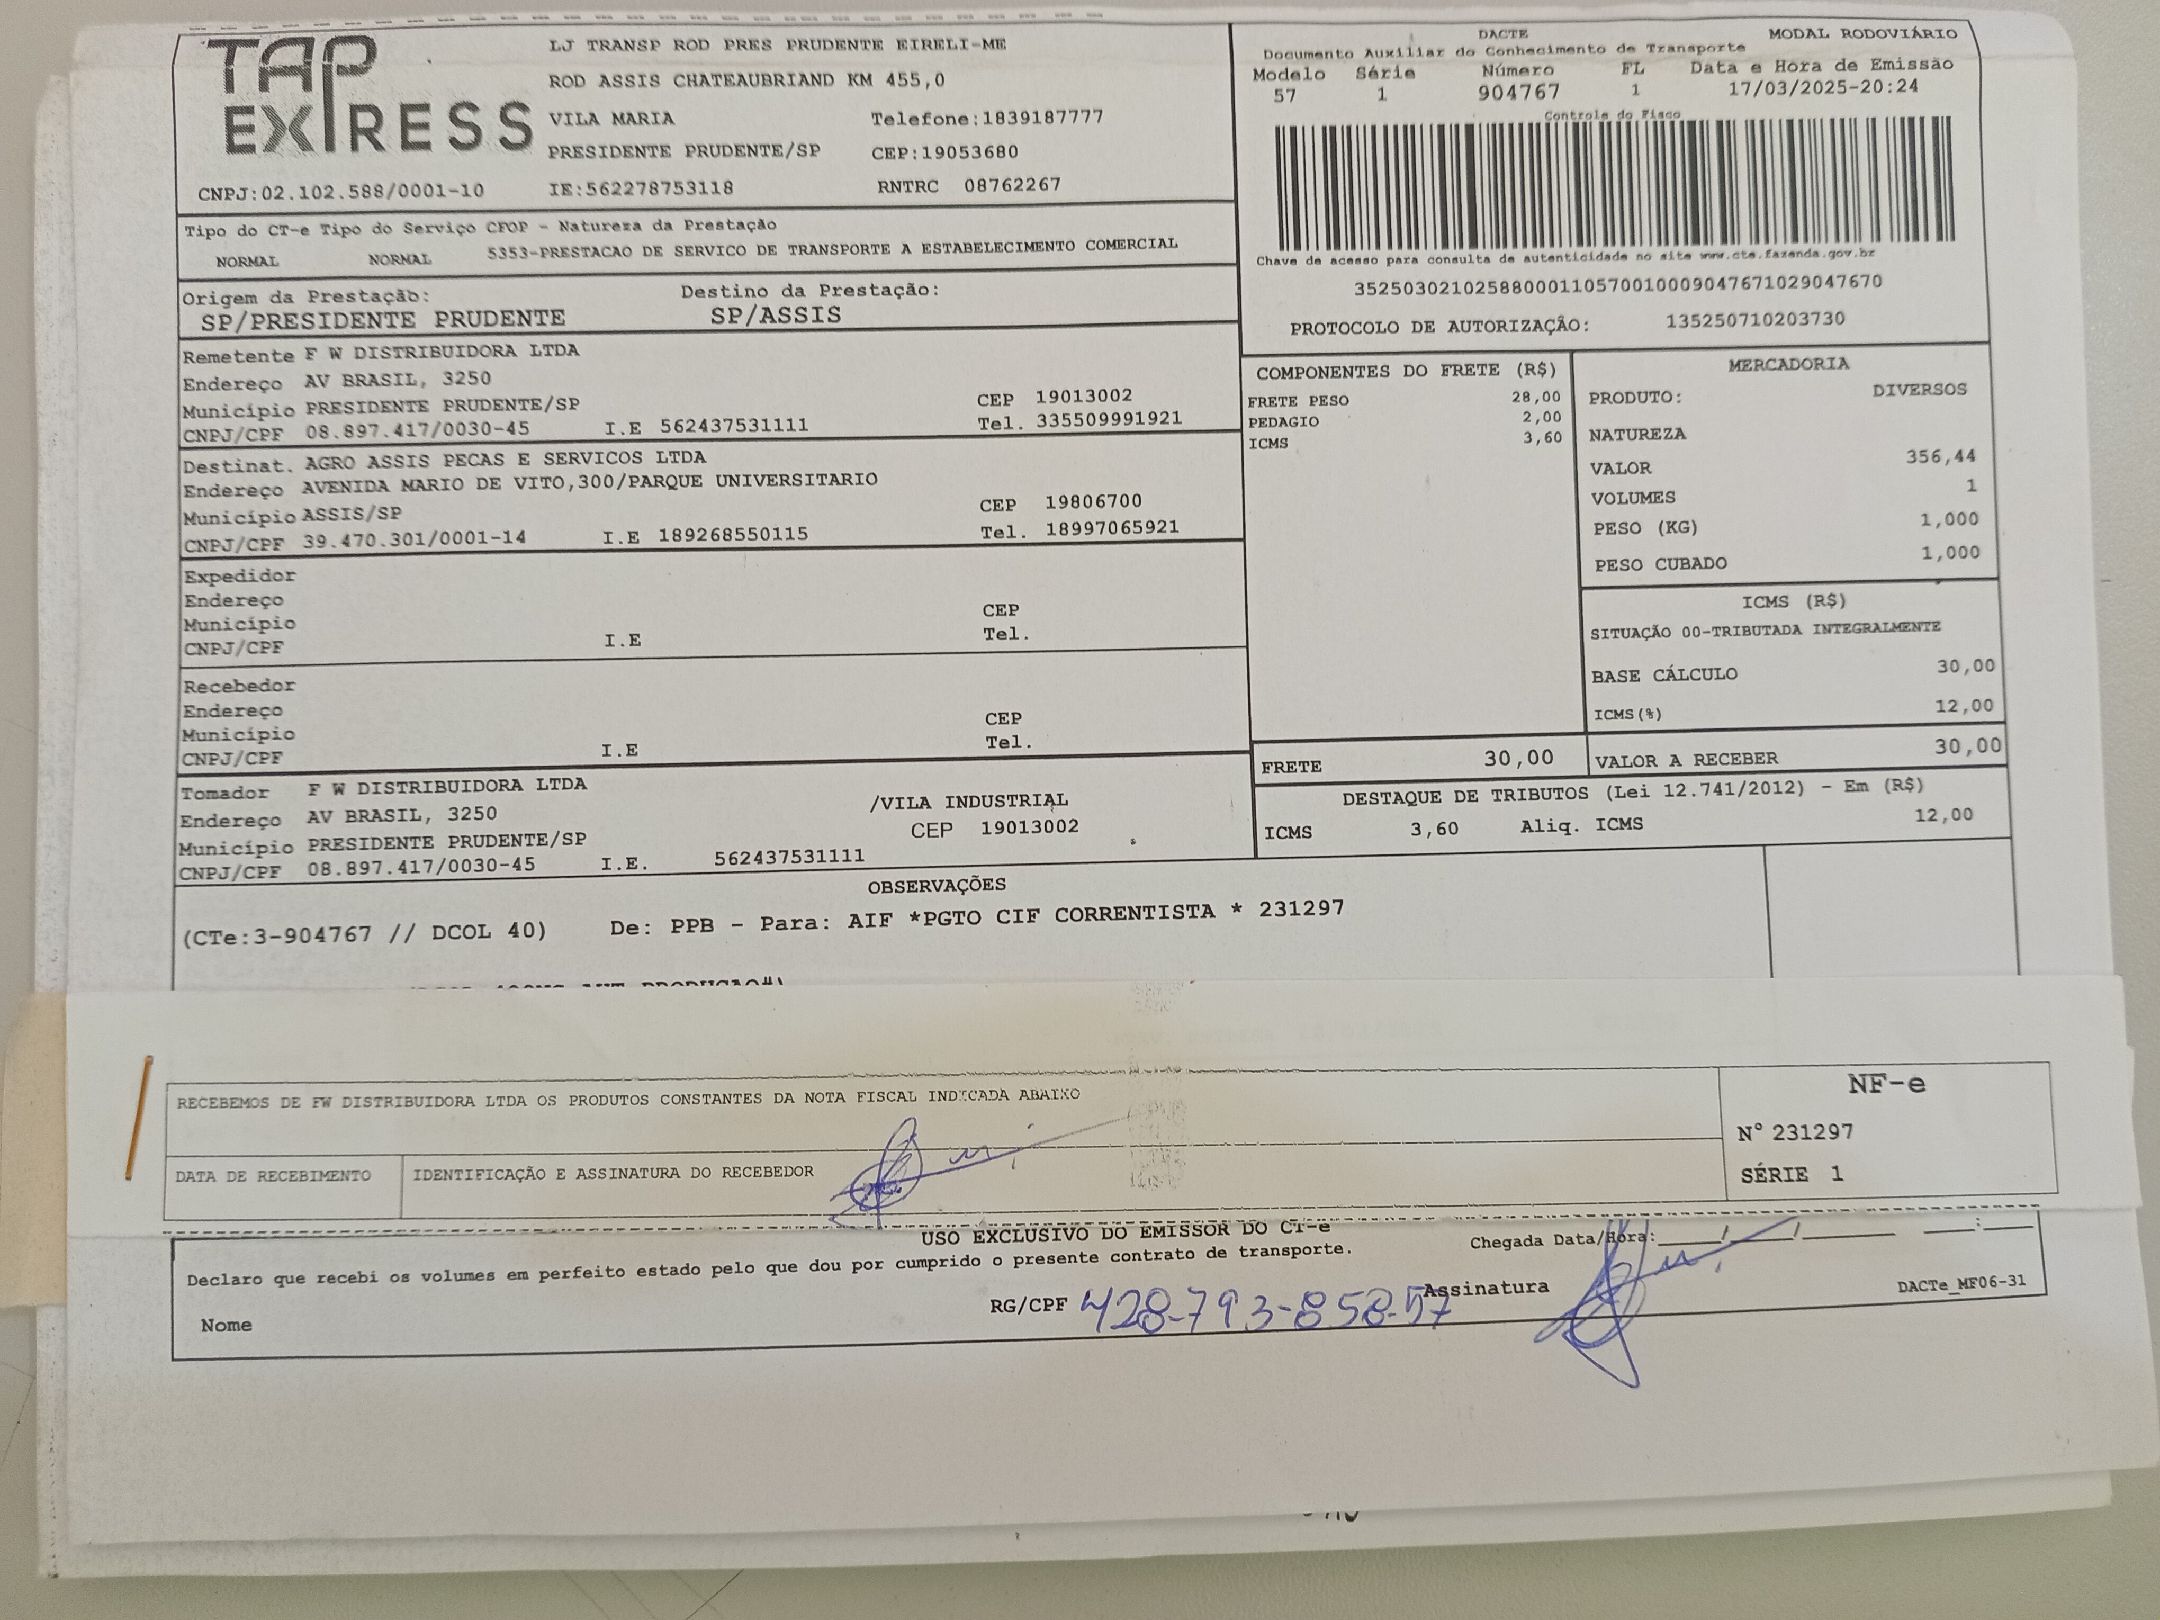 TAP EXPRESS
LJ TRANSP ROD PRES PRUDENTE EIRELI-ME
ROD ASSIS CHATEAUBRIAND KM 455,0
VILA MARIA Telefone:1839187777
PRESIDENTE PRUDENTE/SP CEP:19053680
CNPJ:02.102.588/0001-10 IE:562278753118 RNTRC 08762267
DACTE MODAL RODOVIÁRIO
Documento Auxiliar do Conhecimento de Transporte
Modelo Série Número FL Data e Hora de Emissão
57 1 904767 1 17/03/2025-20:24
Controle do Fisco
Chave de acesso para consulta de autenticidade no site www.cte.fazenda.gov.br
35250302102588000110570010009047671029047670
PROTOCOLO DE AUTORIZAÇÃO: 135250710203730
Tipo do CT-e Tipo do Serviço CFOP - Natureza da Prestação
NORMAL NORMAL 5353-PRESTACAO DE SERVICO DE TRANSPORTE A ESTABELECIMENTO COMERCIAL
Origem da Prestação: Destino da Prestação:
SP/PRESIDENTE PRUDENTE SP/ASSIS
Remetente F W DISTRIBUIDORA LTDA
Endereço AV BRASIL, 3250
Município PRESIDENTE PRUDENTE/SP CEP 19013002
CNPJ/CPF 08.897.417/0030-45 I.E 562437531111 Tel. 335509991921
Destinat. AGRO ASSIS PECAS E SERVICOS LTDA
Endereço AVENIDA MARIO DE VITO,300/PARQUE UNIVERSITARIO
Município ASSIS/SP CEP 19806700
CNPJ/CPF 39.470.301/0001-14 I.E 189268550115 Tel. 18997065921
Expedidor
Endereço
Município CEP
CNPJ/CPF I.E Tel.
Recebedor
Endereço
Município CEP
CNPJ/CPF I.E Tel.
Tomador F W DISTRIBUIDORA LTDA
Endereço AV BRASIL, 3250 /VILA INDUSTRIAL
Município PRESIDENTE PRUDENTE/SP CEP 19013002
CNPJ/CPF 08.897.417/0030-45 I.E. 562437531111
COMPONENTES DO FRETE (R$)
FRETE PESO 28,00
PEDAGIO 2,00
ICMS 3,60
MERCADORIA
PRODUTO: DIVERSOS
NATUREZA
VALOR 356,44
VOLUMES 1
PESO (KG) 1,000
PESO CUBADO 1,000
ICMS (R$)
SITUAÇÃO 00-TRIBUTADA INTEGRALMENTE
BASE CÁLCULO 30,00
ICMS(%) 12,00
FRETE 30,00 VALOR A RECEBER 30,00
DESTAQUE DE TRIBUTOS (Lei 12.741/2012) - Em (R$)
ICMS 3,60 Aliq. ICMS 12,00
OBSERVAÇÕES
(CTe:3-904767 // DCOL 40) De: PPB - Para: AIF *PGTO CIF CORRENTISTA * 231297
RECEBEMOS DE FW DISTRIBUIDORA LTDA OS PRODUTOS CONSTANTES DA NOTA FISCAL INDICADA ABAIXO
DATA DE RECEBIMENTO IDENTIFICAÇÃO E ASSINATURA DO RECEBEDOR
NF-e
N° 231297
SÉRIE 1
USO EXCLUSIVO DO EMISSOR DO CT-e
Declaro que recebi os volumes em perfeito estado pelo que dou por cumprido o presente contrato de transporte.
Chegada Data/Hora:____/____/____ __:__
Nome RG/CPF 428-793-858-57 Assinatura DACTe_MF06-31